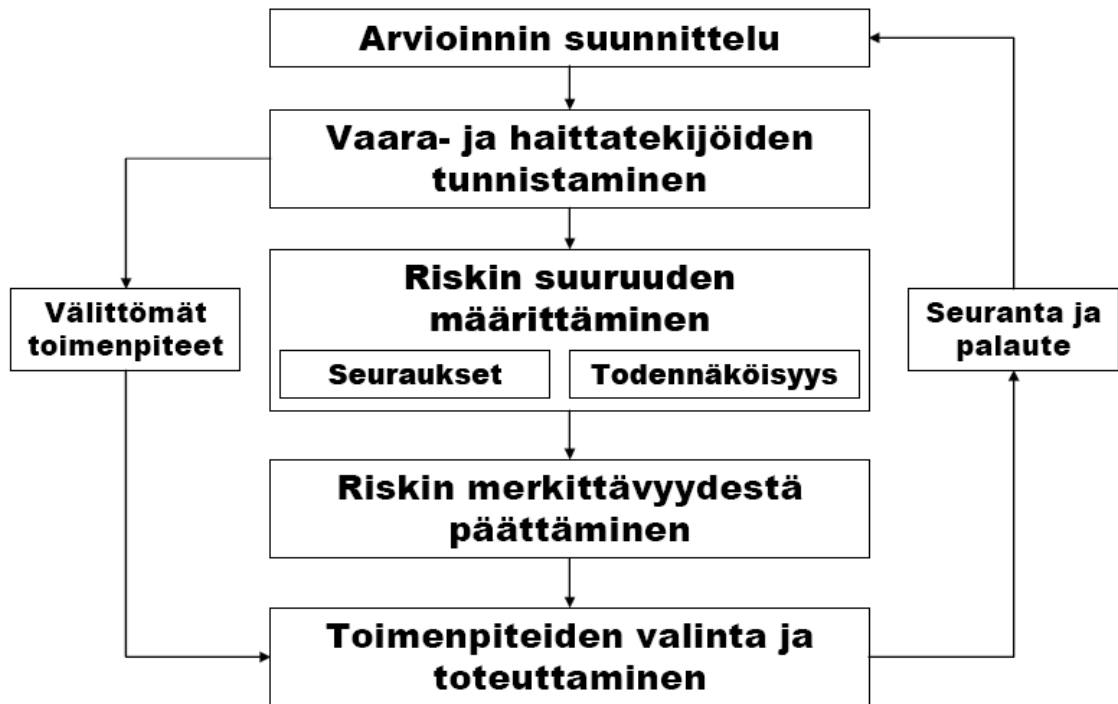 Arvioinnin suunnittelu
Vaara- ja haittatekijöiden
tunnistaminen
Riskin suuruuden
määrittäminen
Seuraukset
Todennäköisyys
Välittömät
toimenpiteet
Seuranta ja
palaute
Riskin merkittävyydestä
päättäminen
Toimenpiteiden valinta ja
toteuttaminen